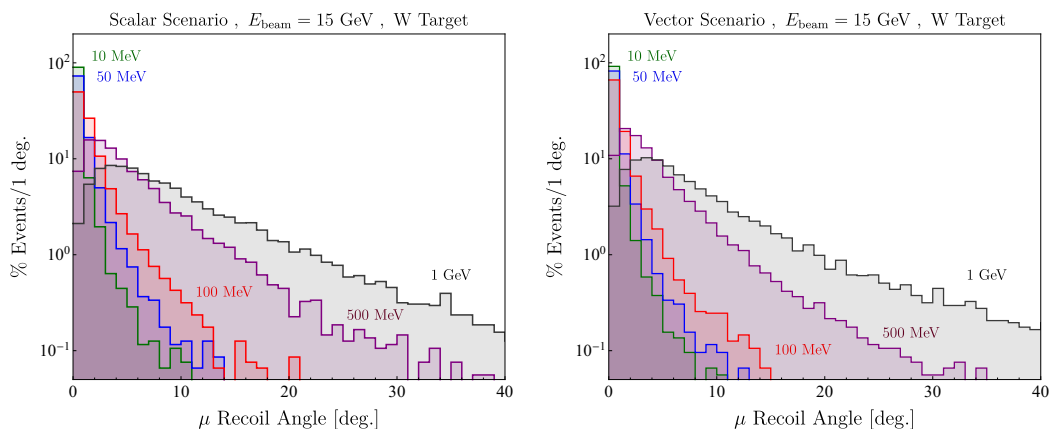 Scalar Scenario , E_beam = 15 GeV , W Target
10 MeV
50 MeV
100 MeV
500 MeV
1 GeV
10^2
10^1
10^0
10^−1
0 10 20 30 40
% Events/1 deg.
μ Recoil Angle [deg.]
Vector Scenario , E_beam = 15 GeV , W Target
10 MeV
50 MeV
100 MeV
500 MeV
1 GeV
10^2
10^1
10^0
10^−1
0 10 20 30 40
% Events/1 deg.
μ Recoil Angle [deg.]